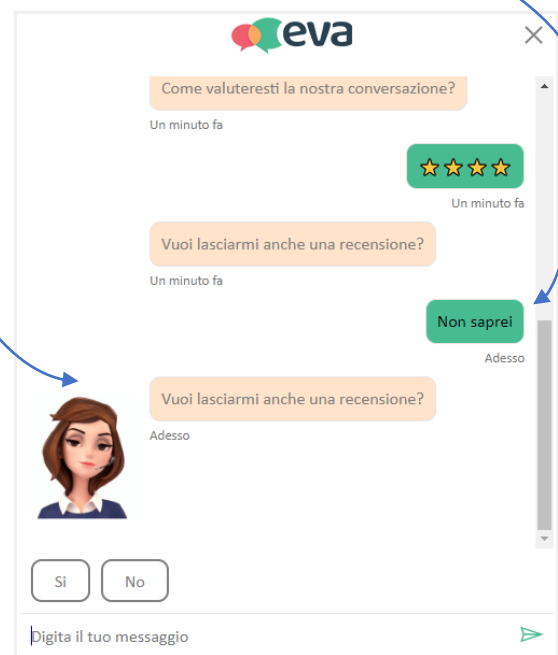 eva
Come valuteresti la nostra conversazione?
Un minuto fa
Un minuto fa
Vuoi lasciarmi anche una recensione?
Un minuto fa
Non saprei
Adesso
Vuoi lasciarmi anche una recensione?
Adesso
Si
No
Digita il tuo messaggio